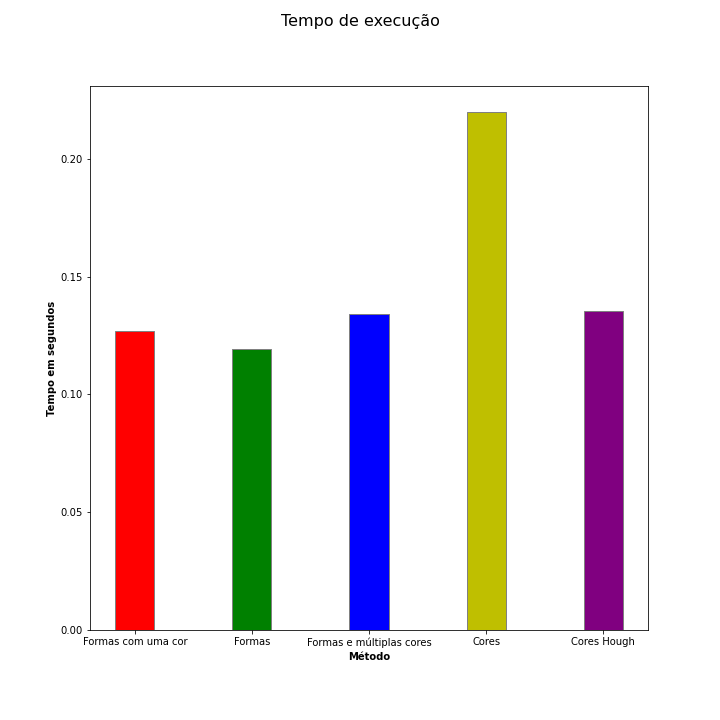 Tempo de execução
0.20
0.15
0.10
0.05
0.00
Tempo em segundos
Formas com uma cor
Formas
Formas e múltiplas cores
Cores
Cores Hough
Método